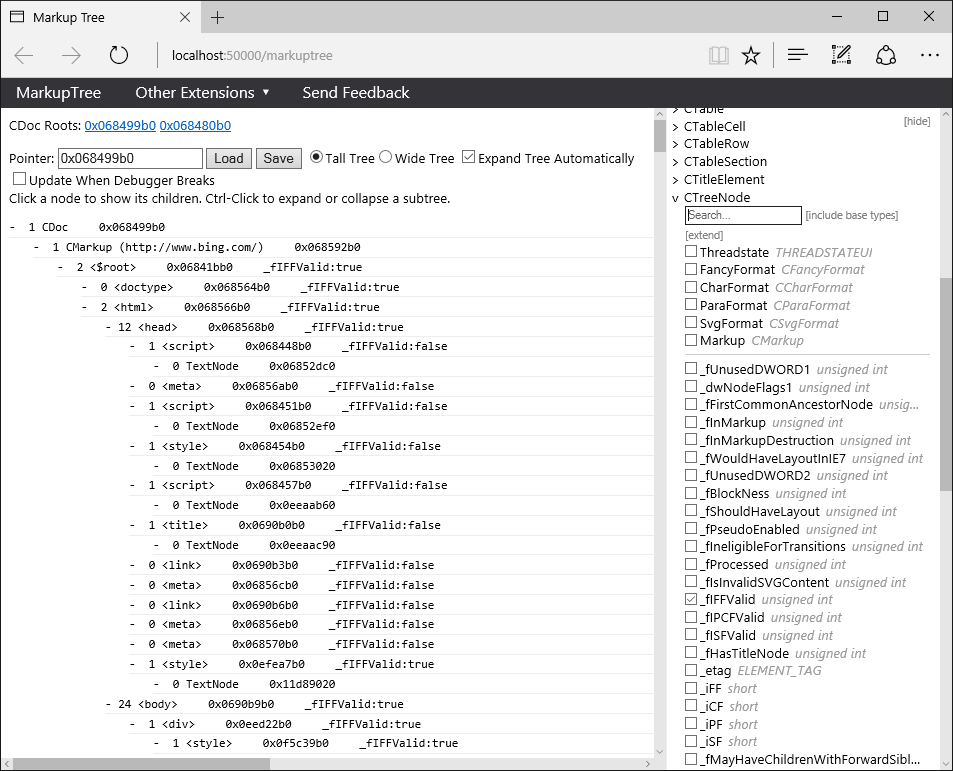 Markup Tree
localhost:50000/markuptree
MarkupTree Other Extensions ▼ Send Feedback
CDoc Roots: 0x068499b0 0x068480b0
Pointer: 0x068499b0 Load Save Tall Tree Wide Tree Expand Tree Automatically
Update When Debugger Breaks
Click a node to show its children. Ctrl-Click to expand or collapse a subtree.
- 1 CDoc 0x068499b0
- 1 CMarkup (http://www.bing.com/) 0x068592b0
- 2 <$root> 0x06841bb0 _fIFFValid:true
- 0 <doctype> 0x068564b0 _fIFFValid:true
- 2 <html> 0x068566b0 _fIFFValid:true
- 12 <head> 0x068568b0 _fIFFValid:true
- 1 <script> 0x068448b0 _fIFFValid:false
- 0 TextNode 0x06852dc0
- 0 <meta> 0x06856ab0 _fIFFValid:false
- 1 <script> 0x068451b0 _fIFFValid:false
- 0 TextNode 0x06852ef0
- 1 <style> 0x068454b0 _fIFFValid:false
- 0 TextNode 0x06853020
- 1 <script> 0x068457b0 _fIFFValid:false
- 0 TextNode 0x0eeaab60
- 1 <title> 0x0690b0b0 _fIFFValid:false
- 0 TextNode 0x0eeaac90
- 0 <link> 0x0690b3b0 _fIFFValid:false
- 0 <meta> 0x06856cb0 _fIFFValid:false
- 0 <link> 0x0690b6b0 _fIFFValid:false
- 0 <meta> 0x06856eb0 _fIFFValid:false
- 0 <meta> 0x068570b0 _fIFFValid:false
- 1 <style> 0x0efea7b0 _fIFFValid:true
- 0 TextNode 0x11d89020
- 24 <body> 0x0690b9b0 _fIFFValid:true
- 1 <div> 0x0eed22b0 _fIFFValid:true
- 1 <style> 0x0f5c39b0 _fIFFValid:true
> CTable
[hide]
> CTableCell
> CTableRow
> CTableSection
> CTitleElement
v CTreeNode
Search... [include base types]
[extend]
Threadstate THREADSTATEUI
FancyFormat CFancyFormat
CharFormat CCharFormat
ParaFormat CParaFormat
SvgFormat CSvgFormat
Markup CMarkup
_fUnusedDWORD1 unsigned int
_dwNodeFlags1 unsigned int
_fFirstCommonAncestorNode unsig...
_fInMarkup unsigned int
_fInMarkupDestruction unsigned int
_fWouldHaveLayoutInIE7 unsigned int
_fUnusedDWORD2 unsigned int
_fBlockNess unsigned int
_fShouldHaveLayout unsigned int
_fPseudoEnabled unsigned int
_fIneligibleForTransitions unsigned int
_fProcessed unsigned int
_fIsInvalidSVGContent unsigned int
_fIFFValid unsigned int
_fIPCFValid unsigned int
_fISFValid unsigned int
_fHasTitleNode unsigned int
_etag ELEMENT_TAG
_iFF short
_iCF short
_iPF short
_iSF short
_fMayHaveChildrenWithForwardSibl...